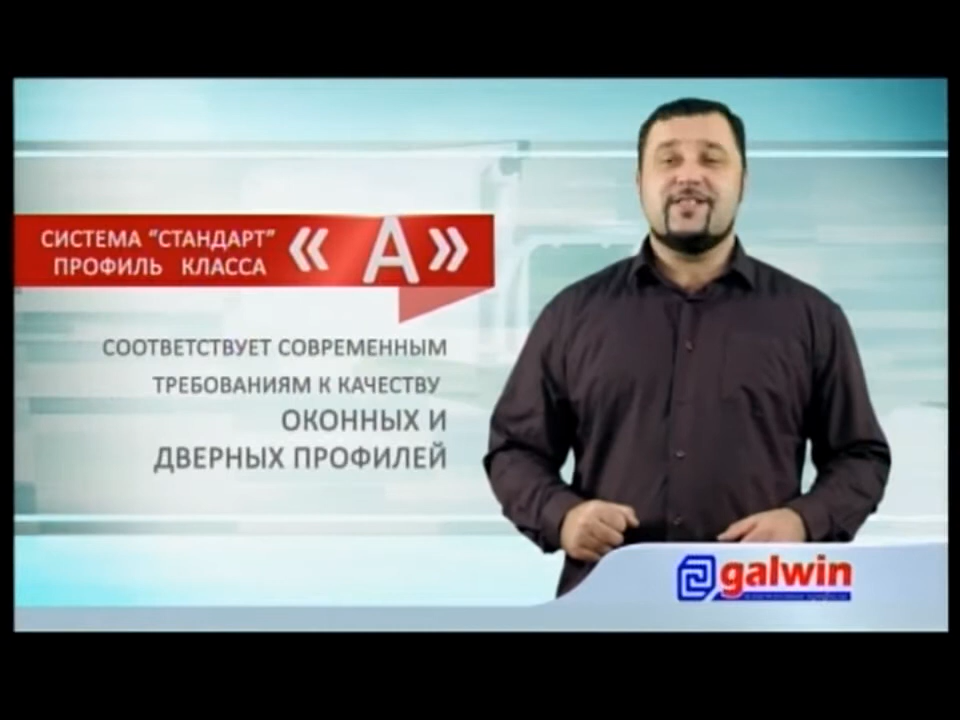 СИСТЕМА "СТАНДАРТ"
ПРОФИЛЬ КЛАССА
« А »
СООТВЕТСТВУЕТ СОВРЕМЕННЫМ
ТРЕБОВАНИЯМ К КАЧЕСТВУ
ОКОННЫХ И
ДВЕРНЫХ ПРОФИЛЕЙ
galwin